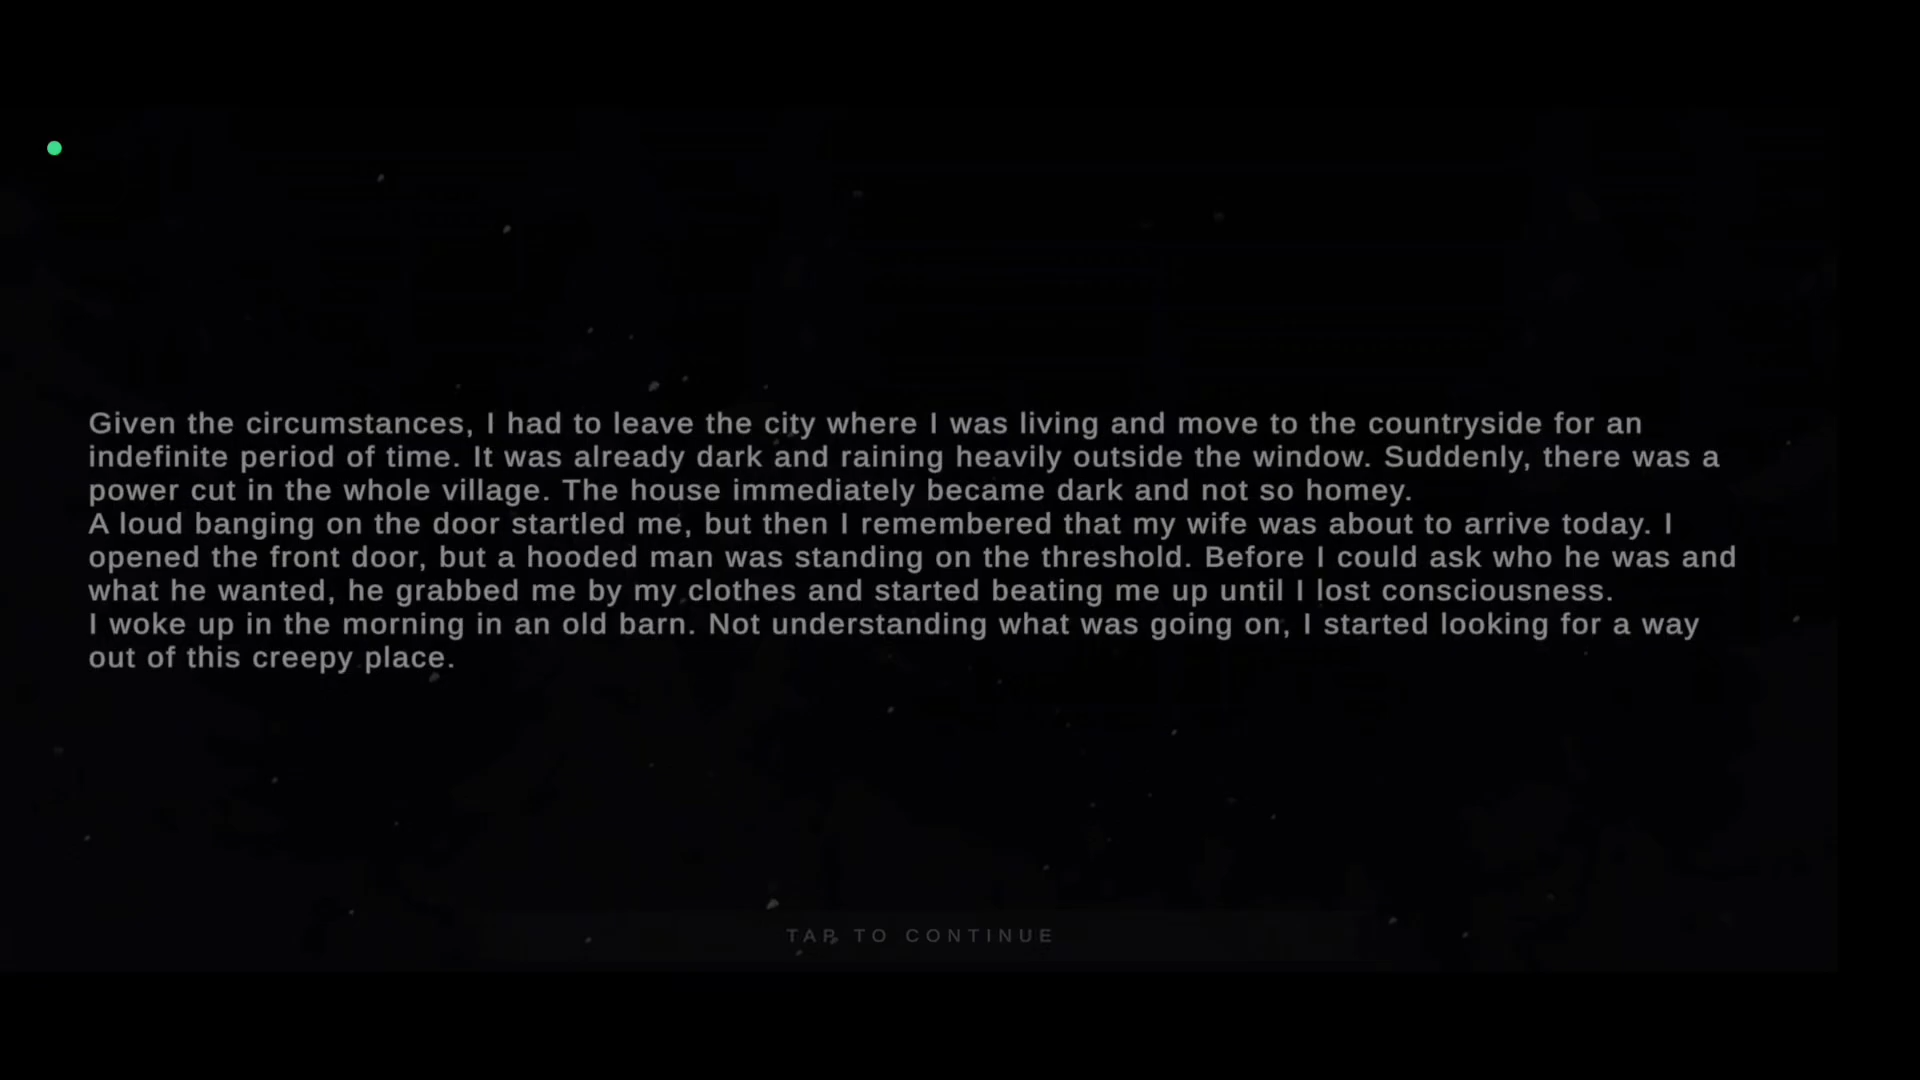 Given the circumstances, I had to leave the city where I was living and move to the countryside for an
indefinite period of time. It was already dark and raining heavily outside the window. Suddenly, there was a
power cut in the whole village. The house immediately became dark and not so homey.
A loud banging on the door startled me, but then I remembered that my wife was about to arrive today. I
opened the front door, but a hooded man was standing on the threshold. Before I could ask who he was and
what he wanted, he grabbed me by my clothes and started beating me up until I lost consciousness.
I woke up in the morning in an old barn. Not understanding what was going on, I started looking for a way
out of this creepy place.
TAP TO CONTINUE